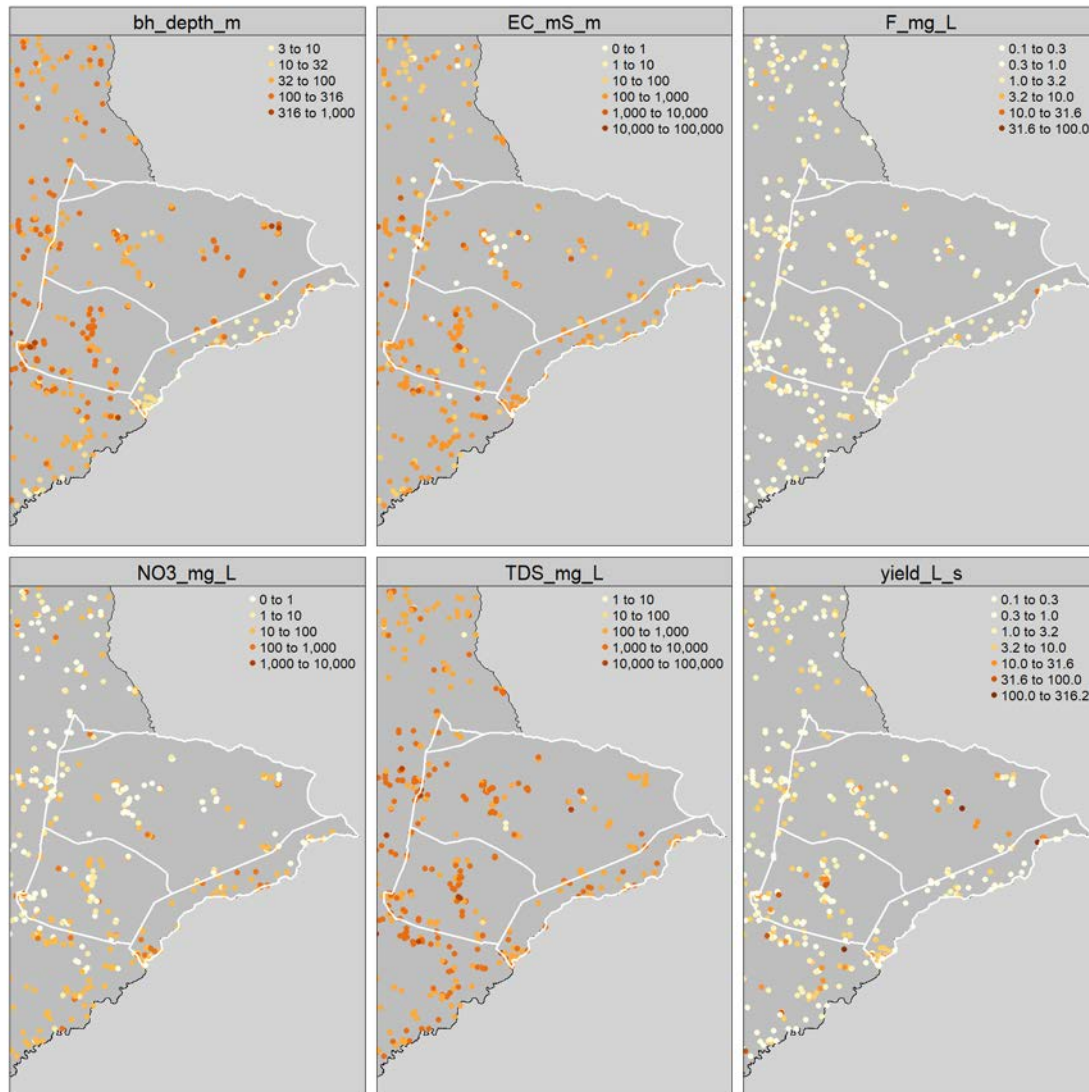 bh_depth_m
3 to 10
10 to 32
32 to 100
100 to 316
316 to 1,000
EC_mS_m
0 to 1
1 to 10
10 to 100
100 to 1,000
1,000 to 10,000
10,000 to 100,000
F_mg_L
0.1 to 0.3
0.3 to 1.0
1.0 to 3.2
3.2 to 10.0
10.0 to 31.6
31.6 to 100.0
NO3_mg_L
0 to 1
1 to 10
10 to 100
100 to 1,000
1,000 to 10,000
TDS_mg_L
1 to 10
10 to 100
100 to 1,000
1,000 to 10,000
10,000 to 100,000
yield_L_s
0.1 to 0.3
0.3 to 1.0
1.0 to 3.2
3.2 to 10.0
10.0 to 31.6
31.6 to 100.0
100.0 to 316.2